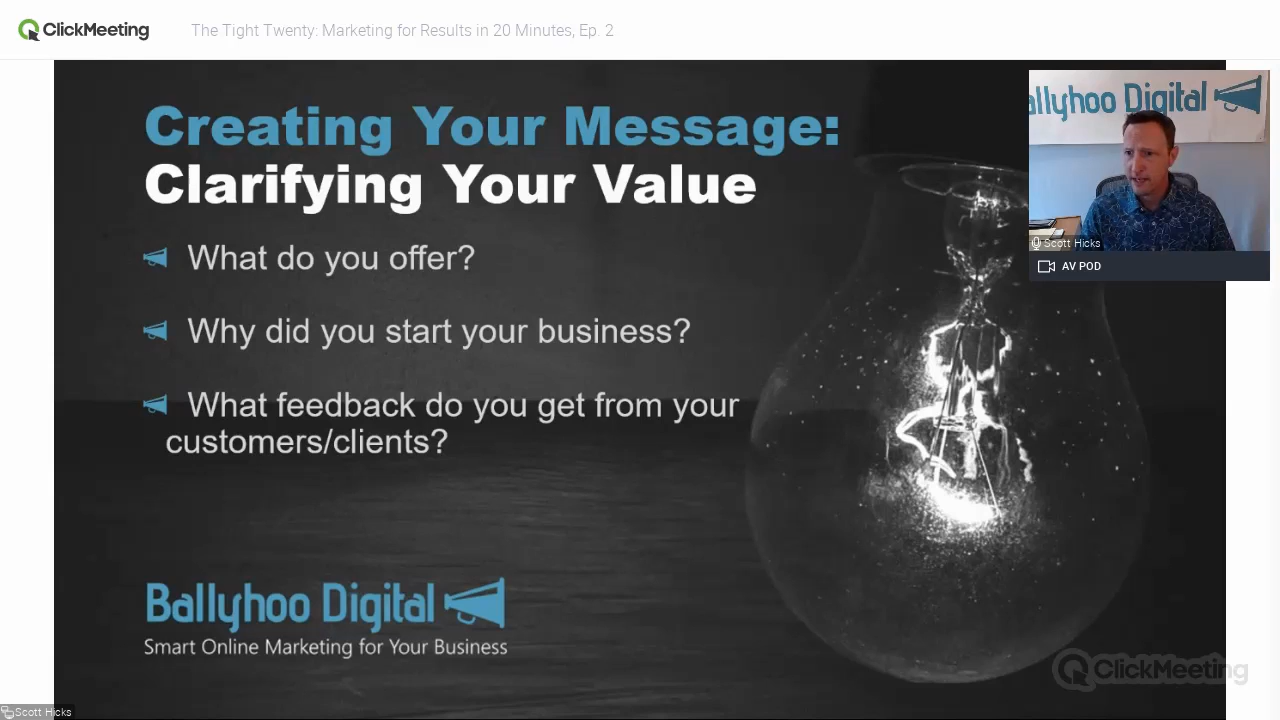 ClickMeeting
The Tight Twenty: Marketing for Results in 20 Minutes, Ep. 2
Creating Your Message:
Clarifying Your Value
What do you offer?
Why did you start your business?
What feedback do you get from your
customers/clients?
Ballyhoo Digital
Smart Online Marketing for Your Business
allyhoo Digital
Scott Hicks
AV POD
ClickMeeting
Scott Hicks